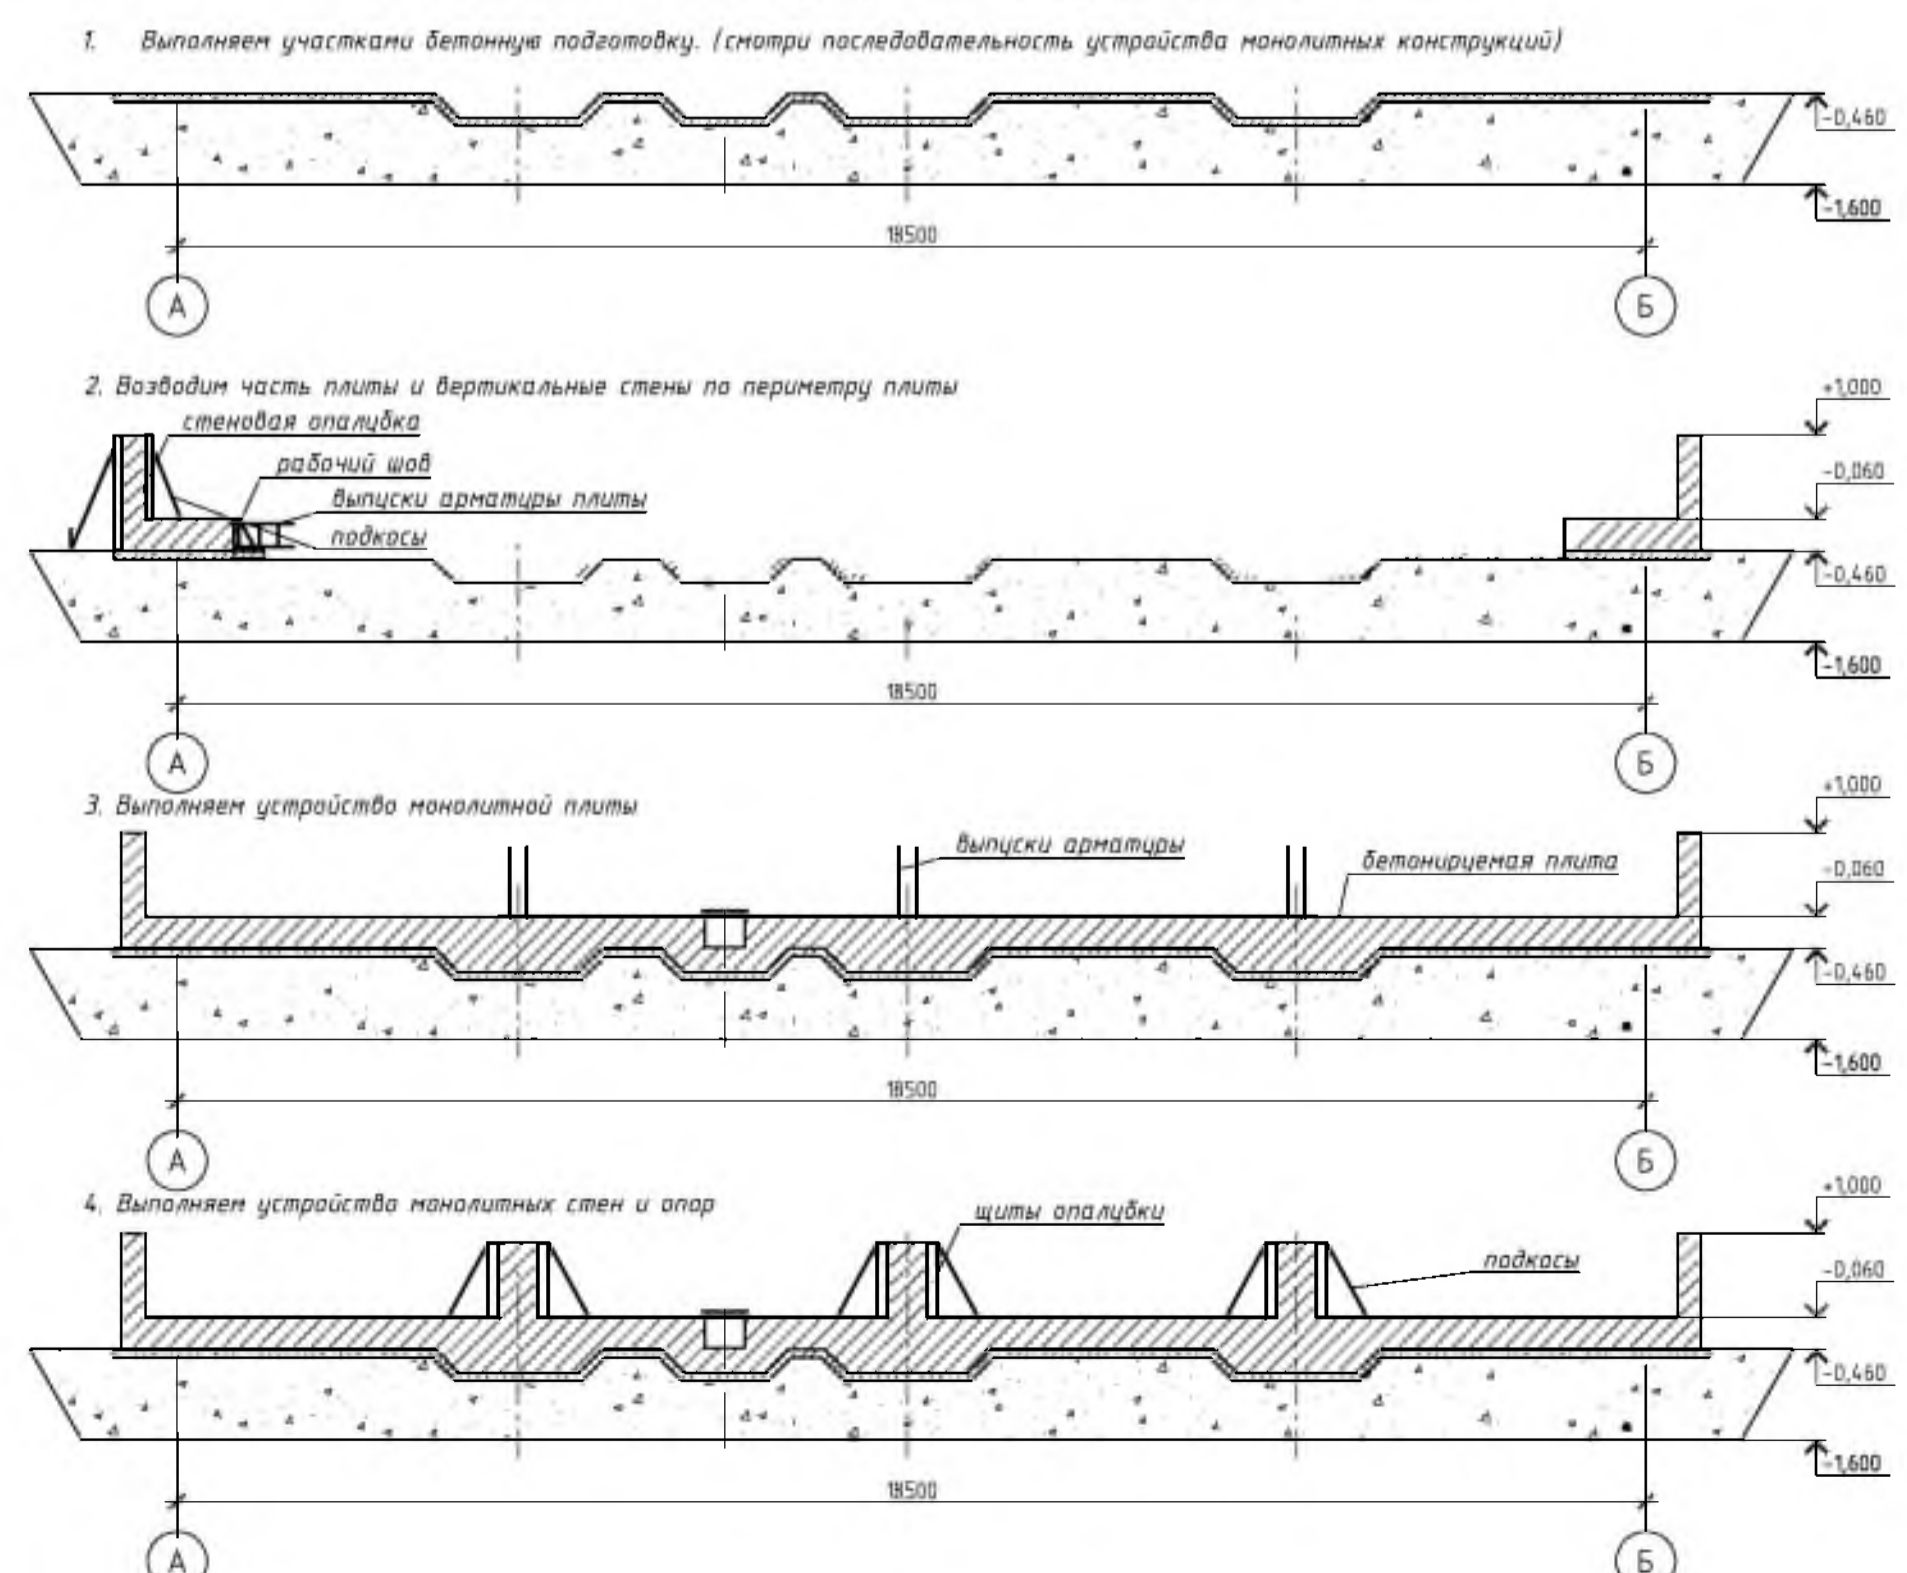 1. Выполняем участками бетонную подготовку. (смотри последовательность устройства монолитных конструкций)
-0,460
-1,600
18500
А
Б
2. Возводим часть плиты и вертикальные стены по периметру плиты
+1,000
стеновая опалубка
рабочий шов
-0,060
выпуски арматуры плиты
подкосы
-0,460
-1,600
18500
А
Б
3. Выполняем устройство монолитной плиты
+1,000
выпуски арматуры
бетонируемая плита
-0,060
-0,460
-1,600
18500
А
Б
4. Выполняем устройство монолитных стен и опор
+1,000
щиты опалубки
подкосы
-0,060
-0,460
-1,600
18500
А
Б